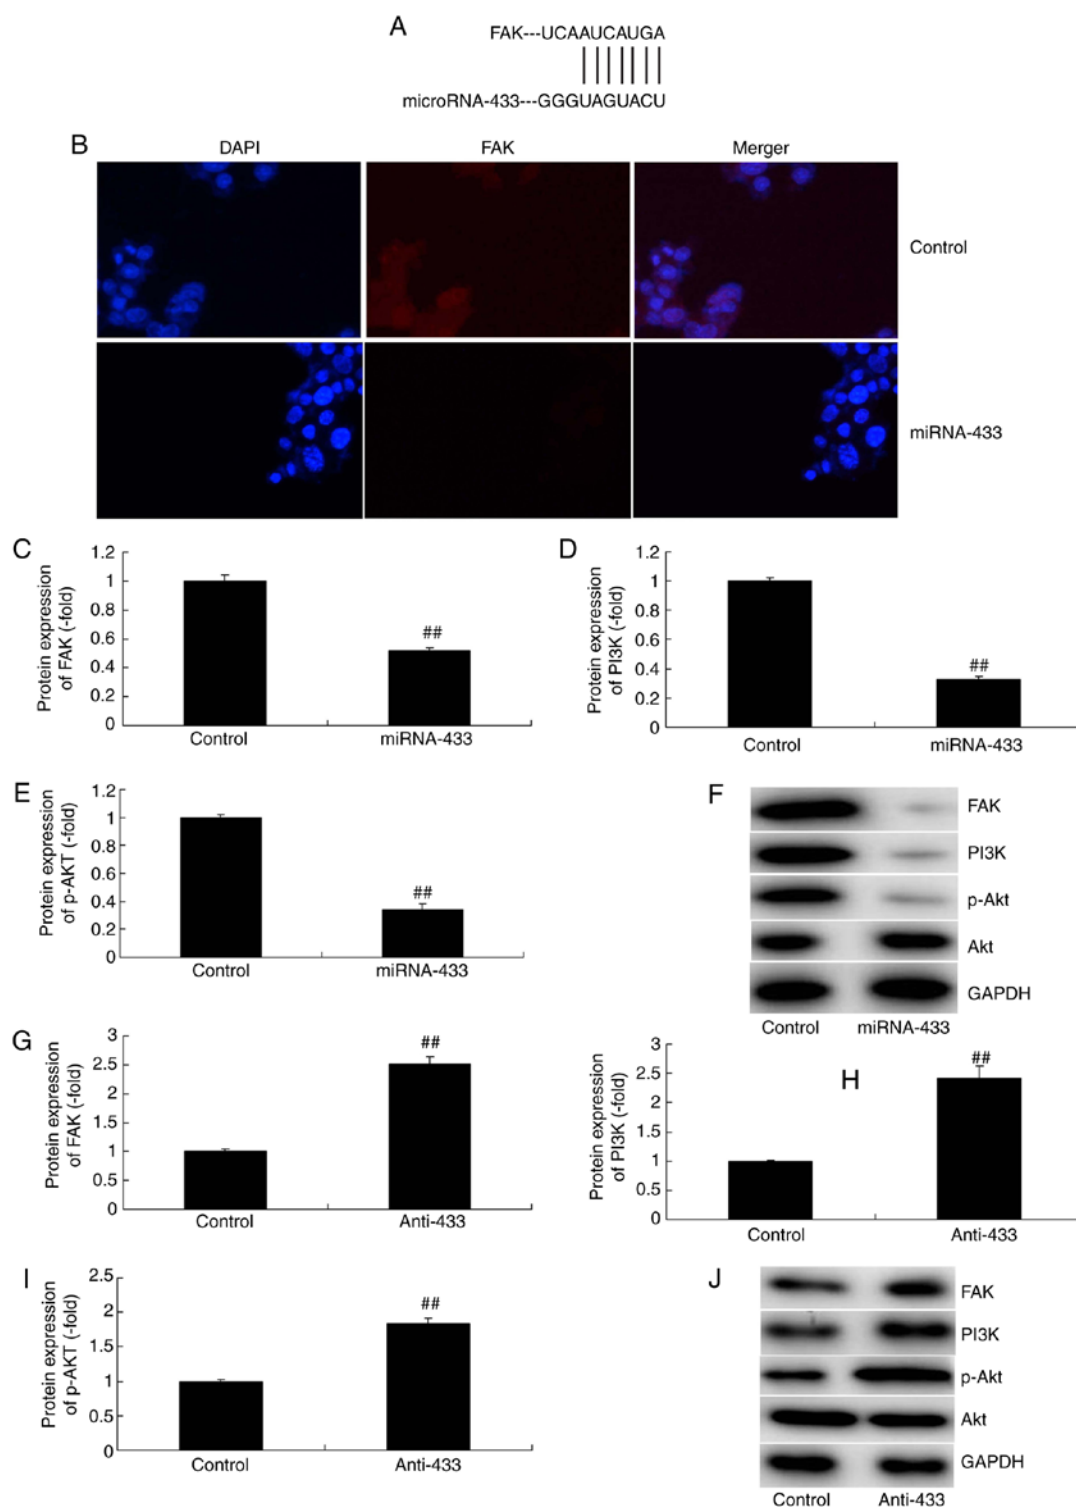 A
FAK---UCAAUCAUGA
microRNA-433---GGGUAGUACU
B
DAPI FAK Merger
Control
miRNA-433
C
Protein expression
of FAK (-fold)
1.2
1
0.8
0.6
0.4
0.2
0
##
Control miRNA-433
D
Protein expression
of PI3K (-fold)
1.2
1
0.8
0.6
0.4
0.2
0
##
Control miRNA-433
E
Protein expression
of p-AKT (-fold)
1.2
1
0.8
0.6
0.4
0.2
0
##
Control miRNA-433
F
FAK
PI3K
p-Akt
Akt
GAPDH
Control miRNA-433
G
Protein expression
of FAK (-fold)
3
2.5
2
1.5
1
0.5
0
##
Control Anti-433
H
Protein expression
of PI3K (-fold)
3
2.5
2
1.5
1
0.5
0
##
Control Anti-433
I
Protein expression
of p-AKT (-fold)
2.5
2
1.5
1
0.5
0
##
Control Anti-433
J
FAK
PI3K
p-Akt
Akt
GAPDH
Control Anti-433